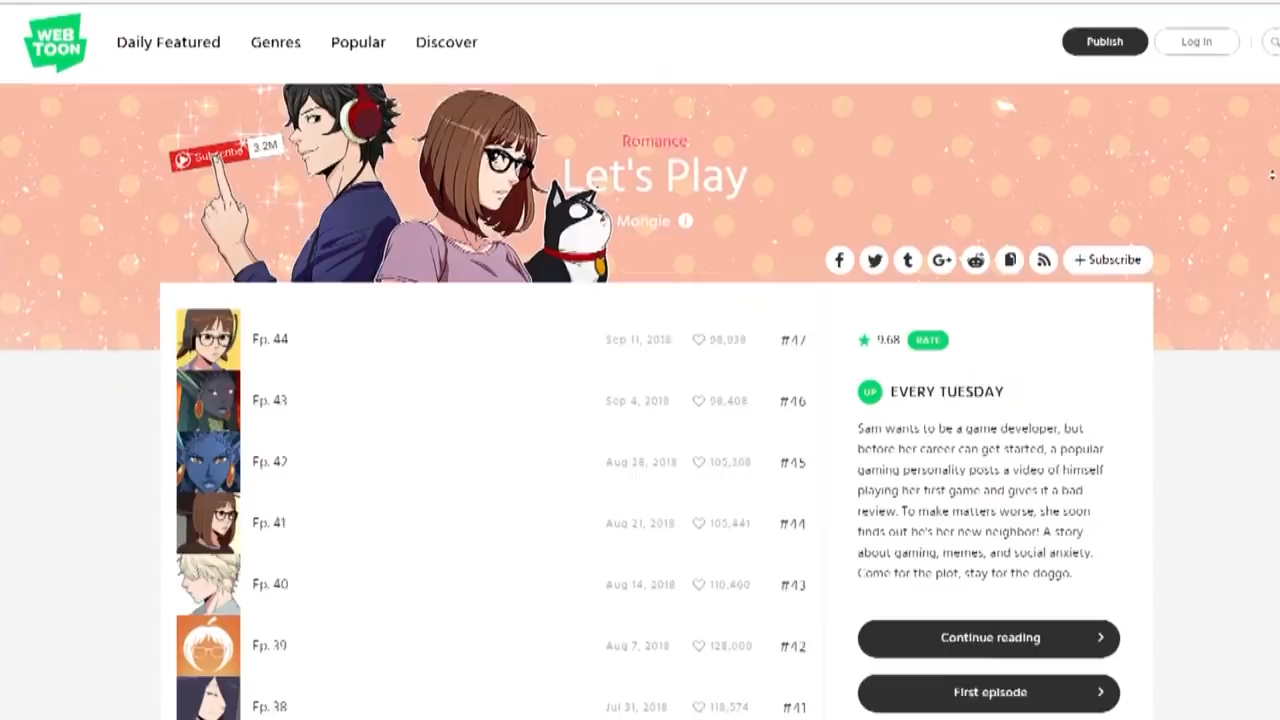 WEB
TOON
Daily Featured
Genres
Popular
Discover
Publish
Log In
Subscribe
3.2M
Romance
Let's Play
Mongie
+ Subscribe
Ep. 44
Sep 11, 2018
98,938
#47
Ep. 43
Sep 4, 2018
98,408
#46
Ep. 42
Aug 28, 2018
#45
Ep. 41
Aug 21, 2018
105,441
#44
Ep. 40
Aug 14, 2018
110,460
#43
Ep. 39
Aug 7, 2018
128,000
#42
Ep. 38
Jul 31, 2018
118,574
#41
9.68
RATE
UP
EVERY TUESDAY
Sam wants to be a game developer, but
before her career can get started, a popular
gaming personality posts a video of himself
playing her first game and gives it a bad
review. To make matters worse, she soon
finds out he's her new neighbor! A story
about gaming, memes, and social anxiety.
Come for the plot, stay for the doggo.
Continue reading
First episode